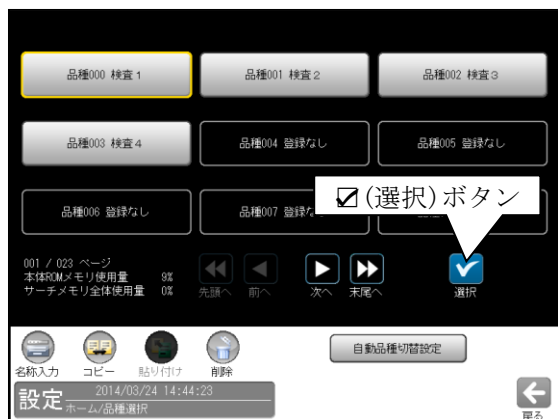 品種000 検査1
品種001 検査2
品種002 検査3
品種003 検査4
品種004 登録なし
品種005 登録なし
品種006 登録なし
品種007 登録な
☑(選択)ボタン
001 / 023 ページ
本体ROMメモリ使用量 9%
サーチメモリ全体使用量 0%
先頭へ 前へ 次へ 末尾へ 選択
名称入力 コピー 貼り付け 削除
自動品種切替設定
設定 2014/03/24 14:44:23
ホーム/品種選択
戻る